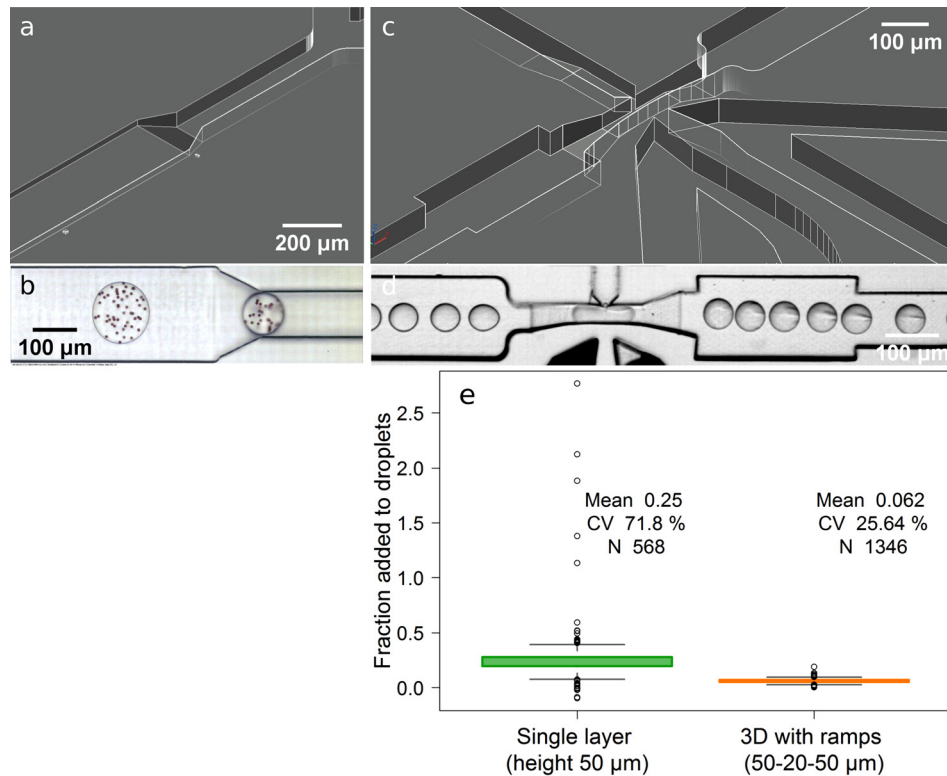 a
200 µm
c
100 µm
b
100 µm
d
100 µm
e
Fraction added to droplets
2.5
2.0
1.5
1.0
0.5
0.0
Mean 0.25
CV 71.8 %
N 568
Mean 0.062
CV 25.64 %
N 1346
Single layer
(height 50 µm)
3D with ramps
(50-20-50 µm)